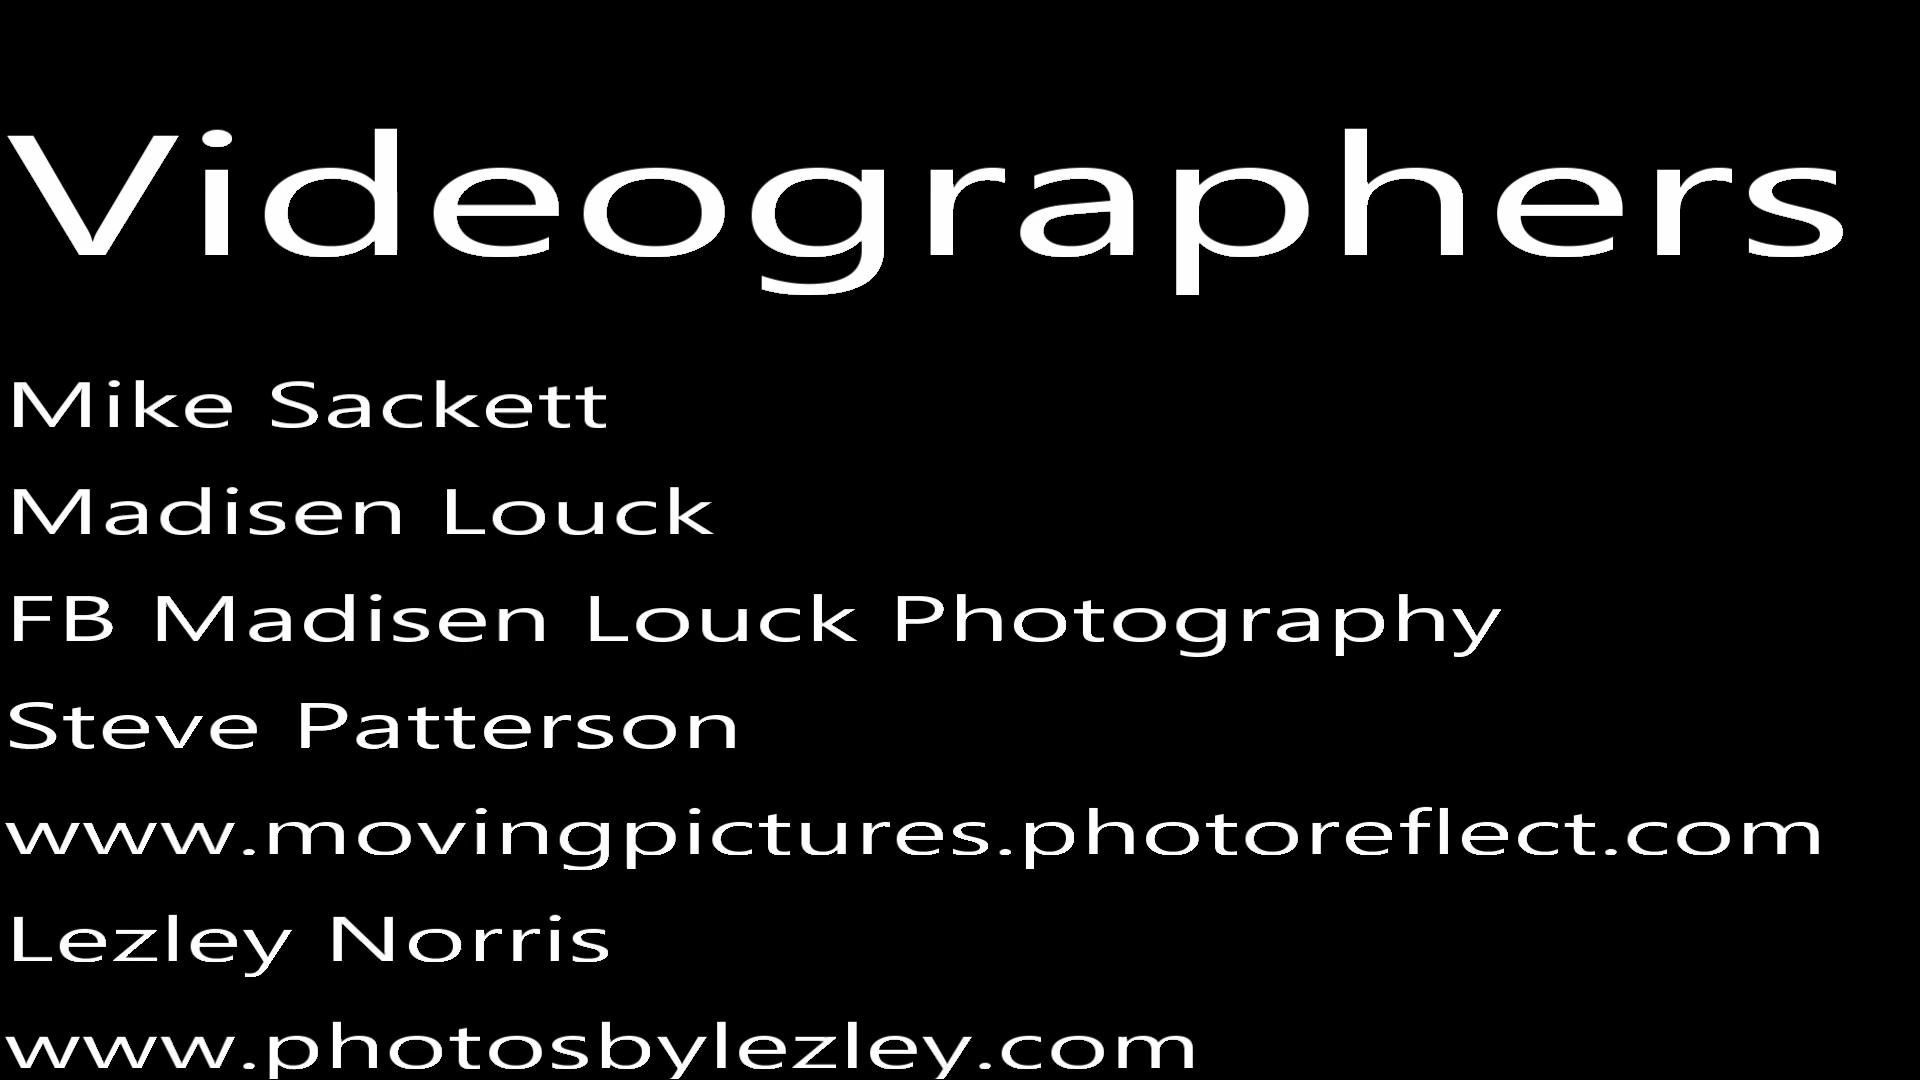 Videographers
Mike Sackett
Madisen Louck
FB Madisen Louck Photography
Steve Patterson
www.movingpictures.photoreflect.com
Lezley Norris
www.photosbylezley.com